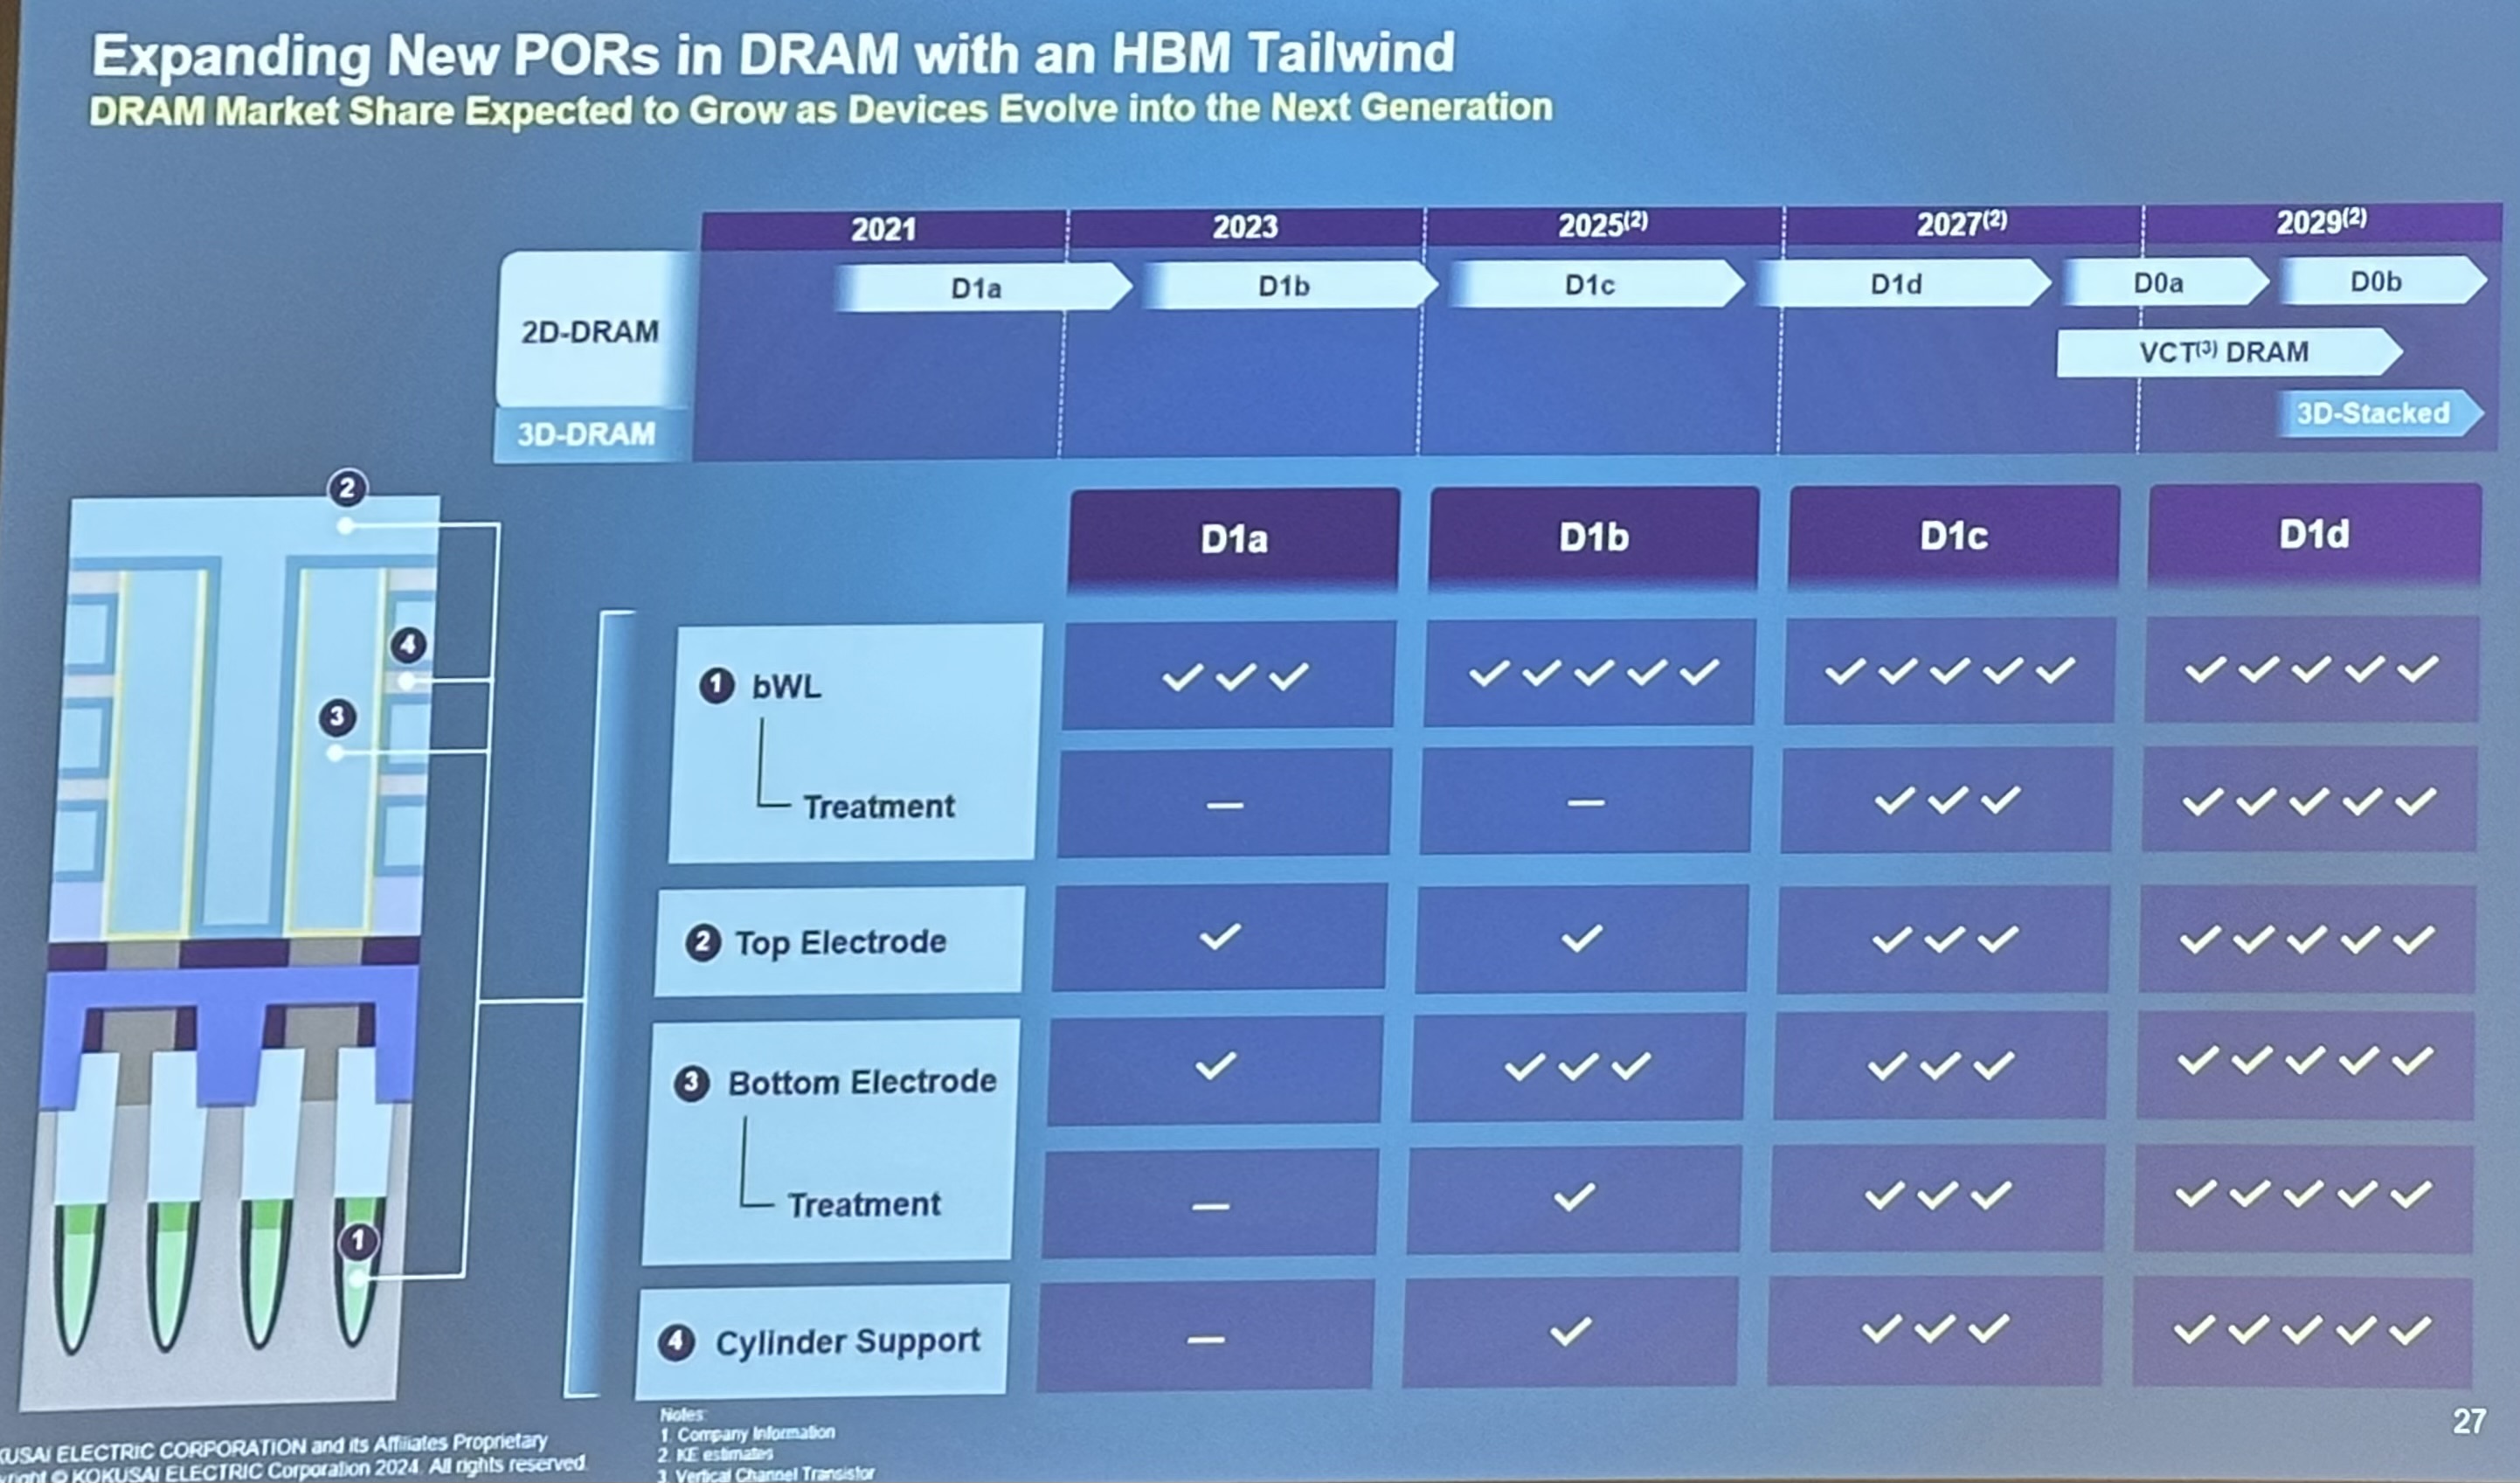 Expanding New PORs in DRAM with an HBM Tailwind
DRAM Market Share Expected to Grow as Devices Evolve into the Next Generation
2021 2023 2025(2) 2027(2) 2029(2)
2D-DRAM D1a D1b D1c D1d D0a D0b
VCT(3) DRAM
3D-DRAM 3D-Stacked
2
4
3
1
D1a D1b D1c D1d
1 bWL ✓✓✓ ✓✓✓✓✓ ✓✓✓✓✓ ✓✓✓✓✓
Treatment — — ✓✓✓ ✓✓✓✓✓
2 Top Electrode ✓ ✓ ✓✓✓ ✓✓✓✓✓
3 Bottom Electrode ✓ ✓✓✓ ✓✓✓ ✓✓✓✓✓
Treatment — ✓ ✓✓✓ ✓✓✓✓✓
4 Cylinder Support — ✓ ✓✓✓ ✓✓✓✓✓
Notes:
1. Company Information
2. KE estimates
3. Vertical Channel Transistor
KUSAI ELECTRIC CORPORATION and its Affiliates Proprietary
yright © KOKUSAI ELECTRIC Corporation 2024. All rights reserved.
27